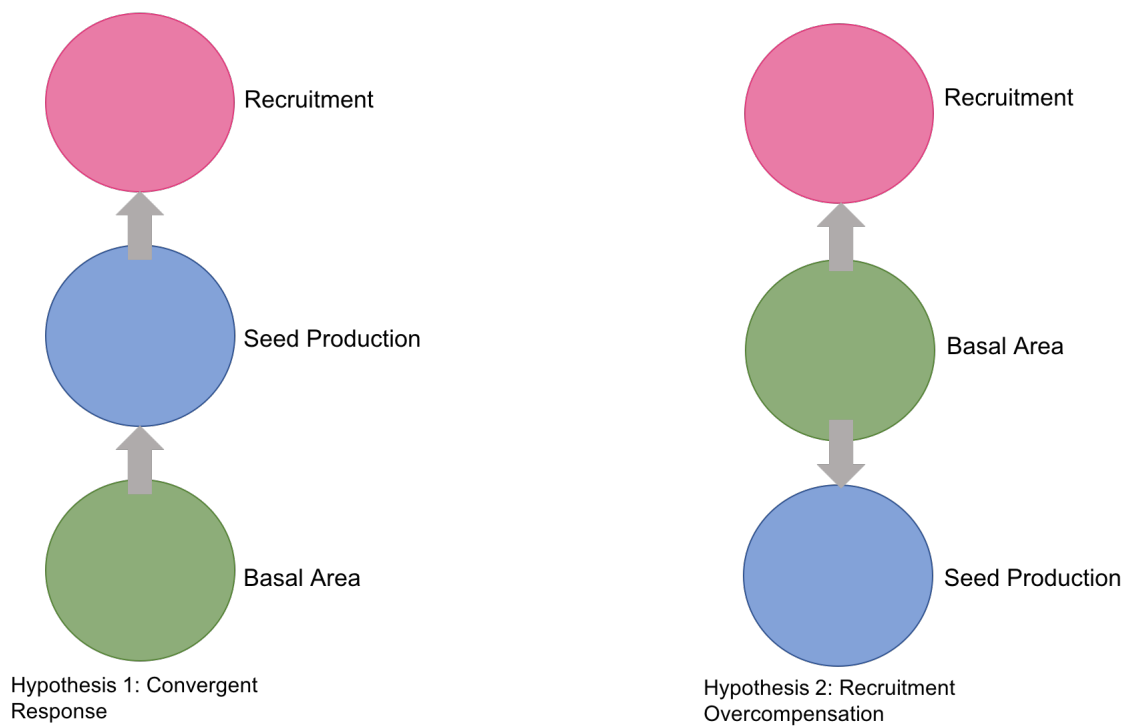 Recruitment
Seed Production
Basal Area
Hypothesis 1: Convergent
Response
Recruitment
Basal Area
Seed Production
Hypothesis 2: Recruitment
Overcompensation